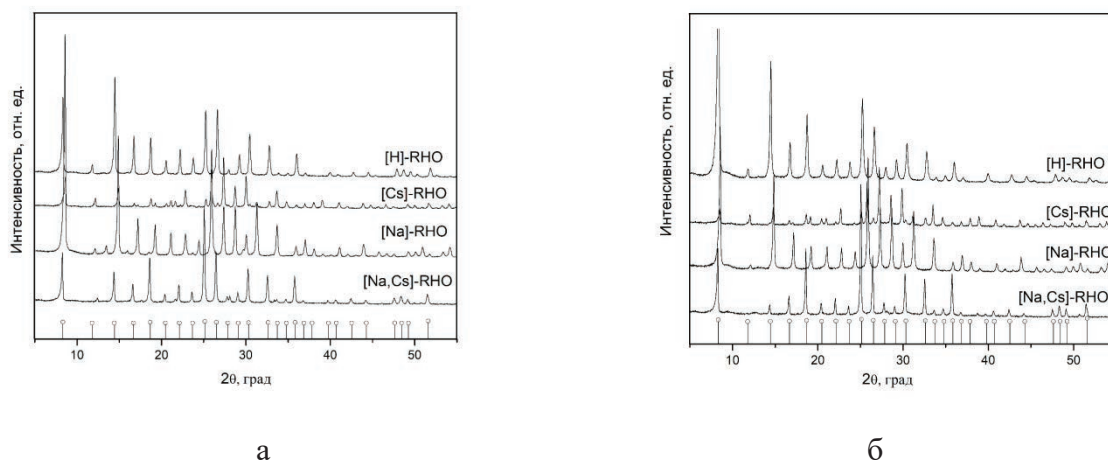 Интенсивность, отн. ед.
[H]-RHO
[Cs]-RHO
[Na]-RHO
[Na,Cs]-RHO
10 20 30 40 50
2θ, град
а
Интенсивность, отн. ед.
[H]-RHO
[Cs]-RHO
[Na]-RHO
[Na,Cs]-RHO
10 20 30 40 50
2θ, град
б